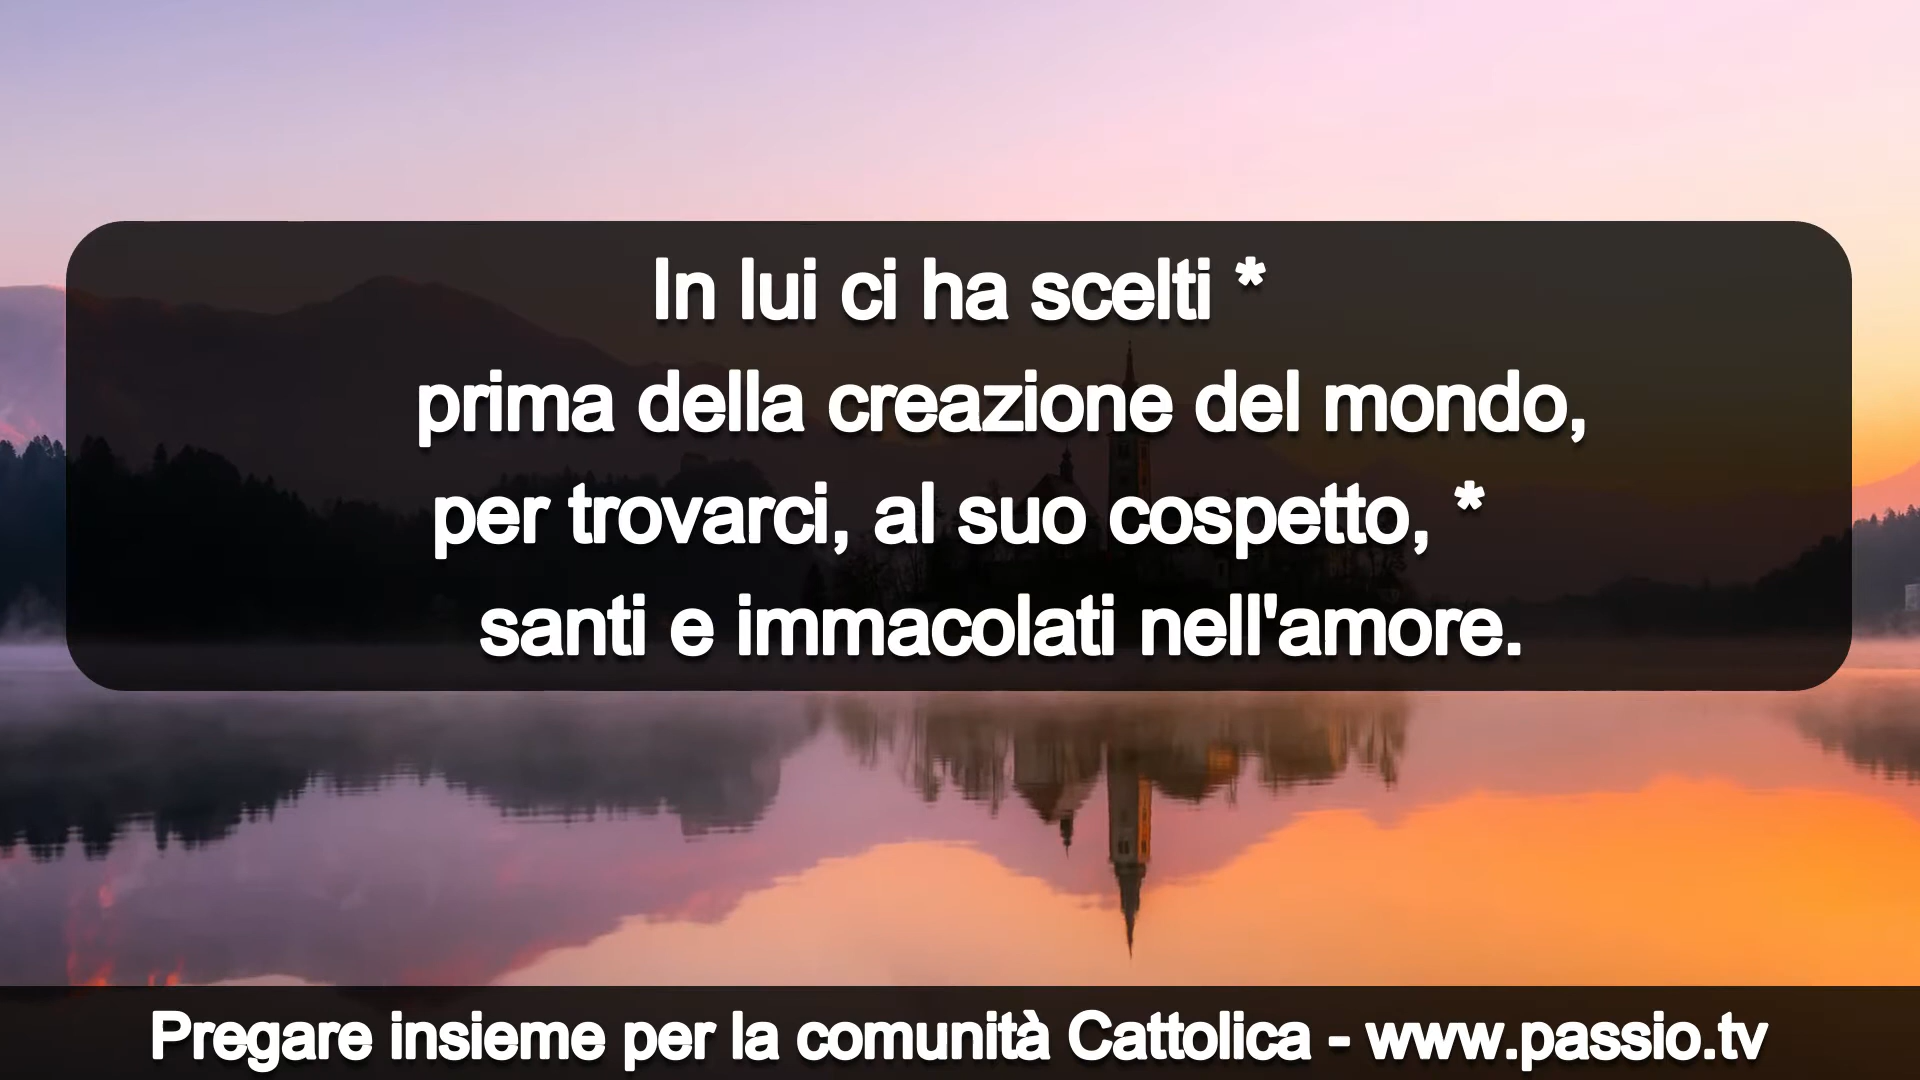 In lui ci ha scelti *
prima della creazione del mondo,
per trovarci, al suo cospetto, *
santi e immacolati nell'amore.
Pregare insieme per la comunità Cattolica - www.passio.tv